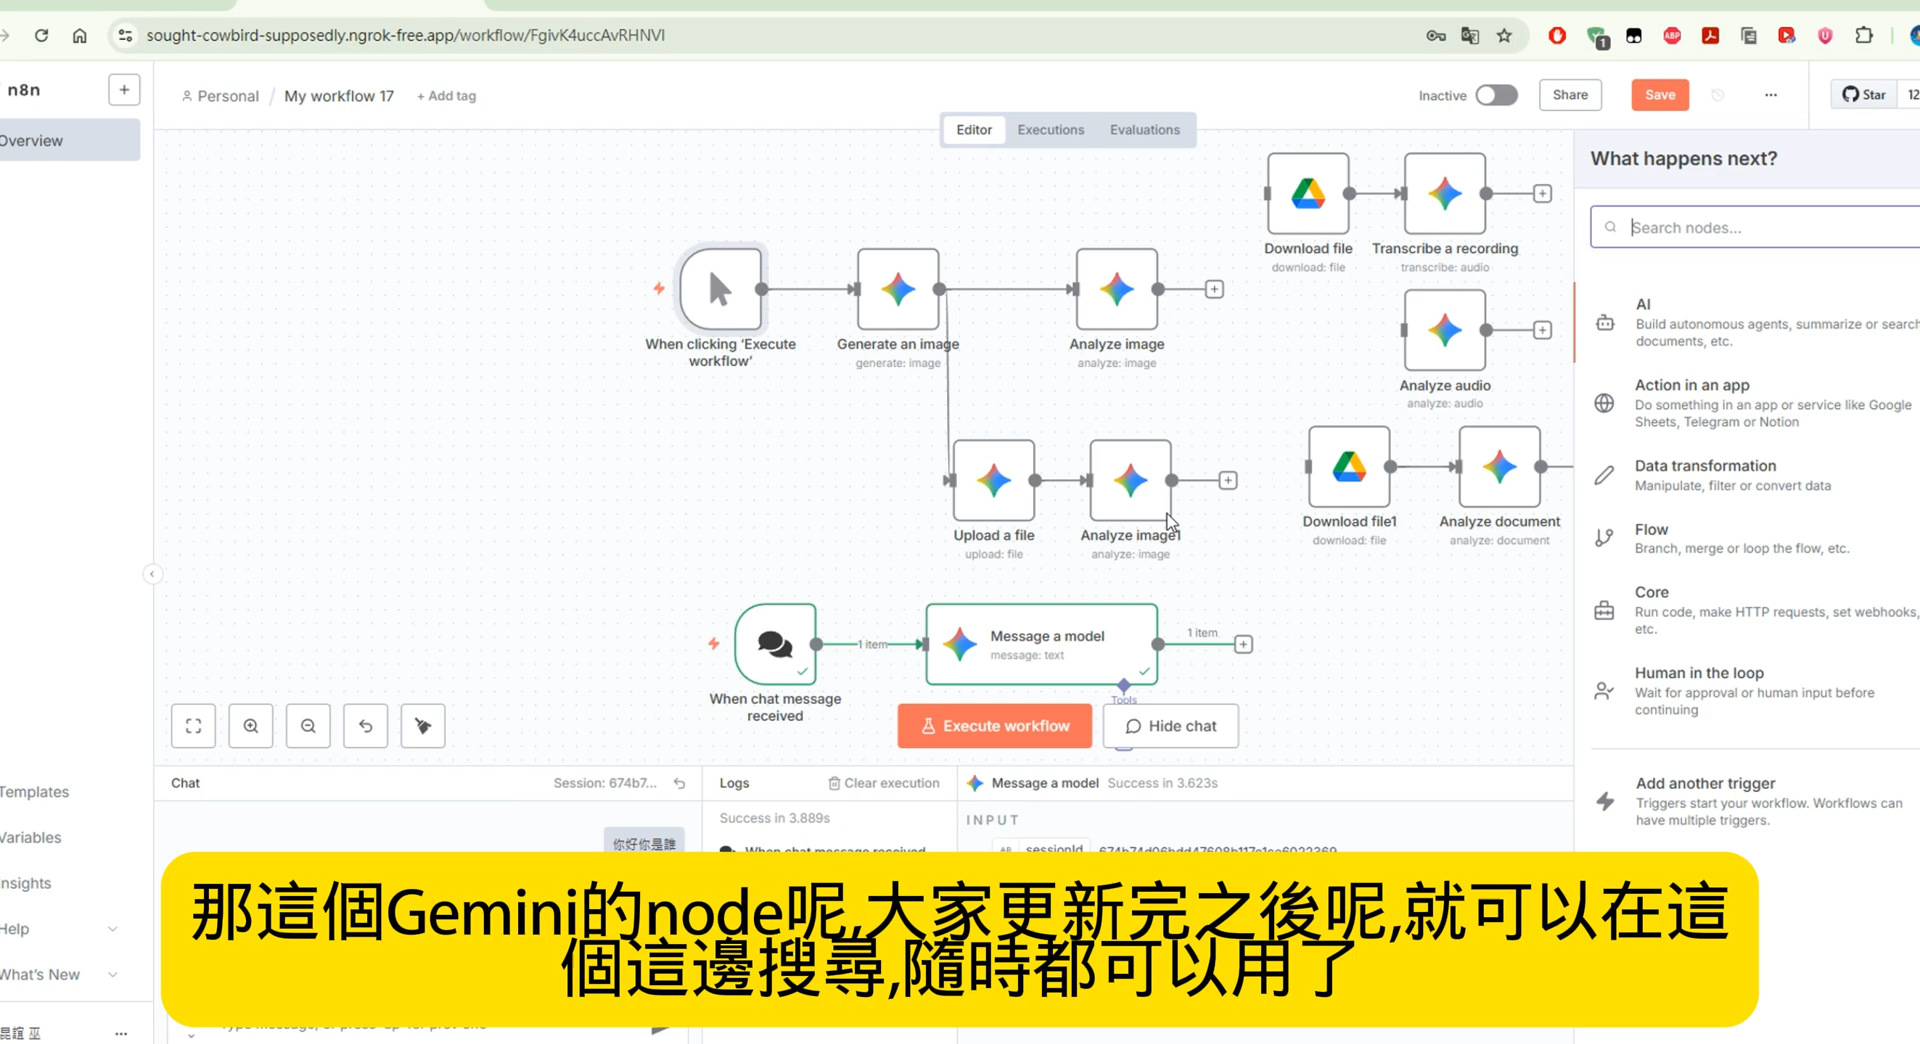 sought-cowbird-supposedly.ngrok-free.app/workflow/FgivK4uccAvRHNVI
1
ABP
n8n
Personal / My workflow 17 + Add tag
Inactive
Share
Save
Star
12
Editor Executions Evaluations
Overview
What happens next?
Search nodes...
AI
Build autonomous agents, summarize or search
documents, etc.
Action in an app
Do something in an app or service like Google
Sheets, Telegram or Notion
Data transformation
Manipulate, filter or convert data
Flow
Branch, merge or loop the flow, etc.
Core
Run code, make HTTP requests, set webhooks,
etc.
Human in the loop
Wait for approval or human input before
continuing
Add another trigger
Triggers start your workflow. Workflows can
have multiple triggers.
Download file
download: file
Transcribe a recording
transcribe: audio
When clicking ‘Execute
workflow’
Generate an image
generate: image
Analyze image
analyze: image
Analyze audio
analyze: audio
Upload a file
upload: file
Analyze image1
analyze: image
Download file1
download: file
Analyze document
analyze: document
When chat message
received
1 item
Message a model
message: text
1 item
Tools
Execute workflow
Hide chat
Templates
Variables
Insights
Help
What's New
昆誼 巫
Chat
Session: 674b7...
你好你是誰
Logs
Clear execution
Success in 3.889s
When chat message received
Message a model Success in 3.623s
INPUT
sessionId
那這個Gemini的node呢,大家更新完之後呢,就可以在這
個這邊搜尋,隨時都可以用了